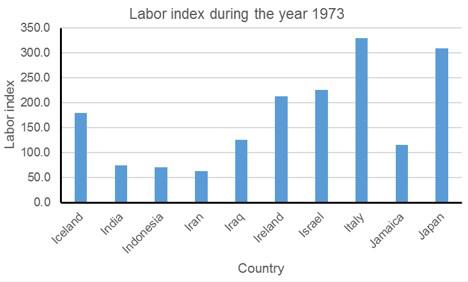 Labor index during the year 1973
Labor index
350.0
300.0
250.0
200.0
150.0
100.0
50.0
0.0
Iceland
India
Indonesia
Iran
Iraq
Ireland
Israel
Italy
Jamaica
Japan
Country